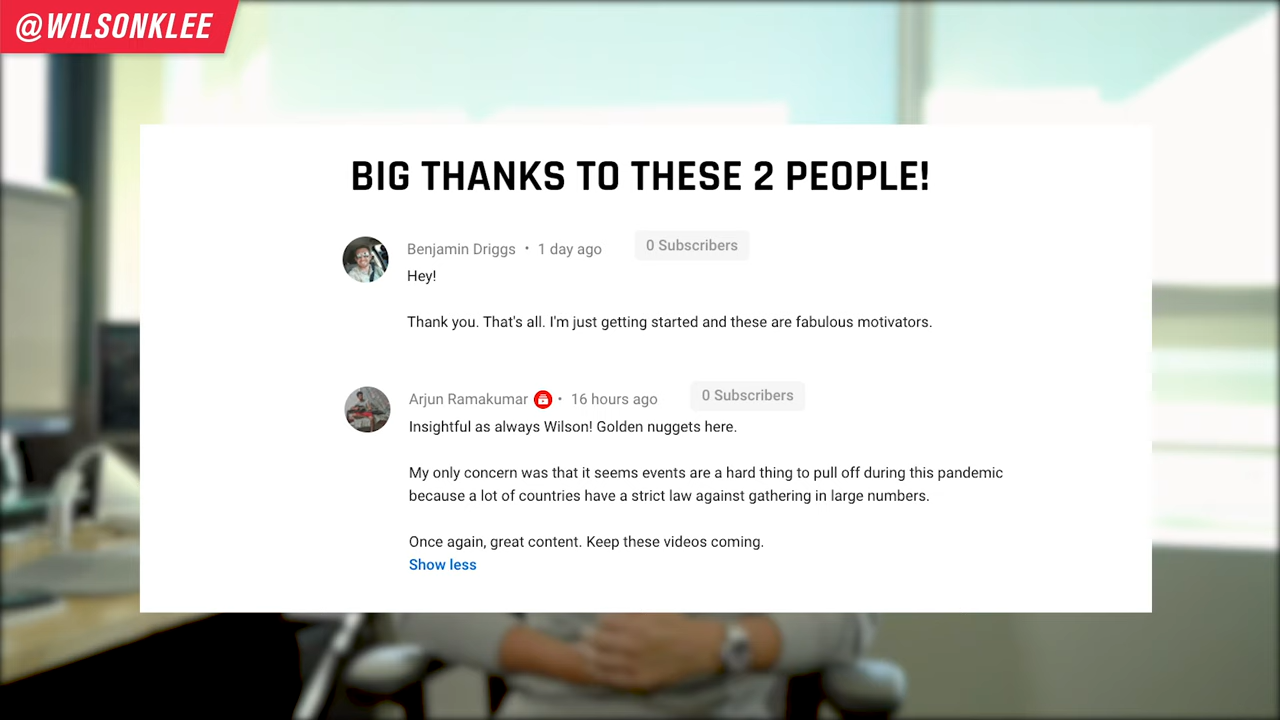 @WILSONKLEE
BIG THANKS TO THESE 2 PEOPLE!
Benjamin Driggs • 1 day ago 0 Subscribers
Hey!
Thank you. That's all. I'm just getting started and these are fabulous motivators.
Arjun Ramakumar • 16 hours ago 0 Subscribers
Insightful as always Wilson! Golden nuggets here.
My only concern was that it seems events are a hard thing to pull off during this pandemic
because a lot of countries have a strict law against gathering in large numbers.
Once again, great content. Keep these videos coming.
Show less